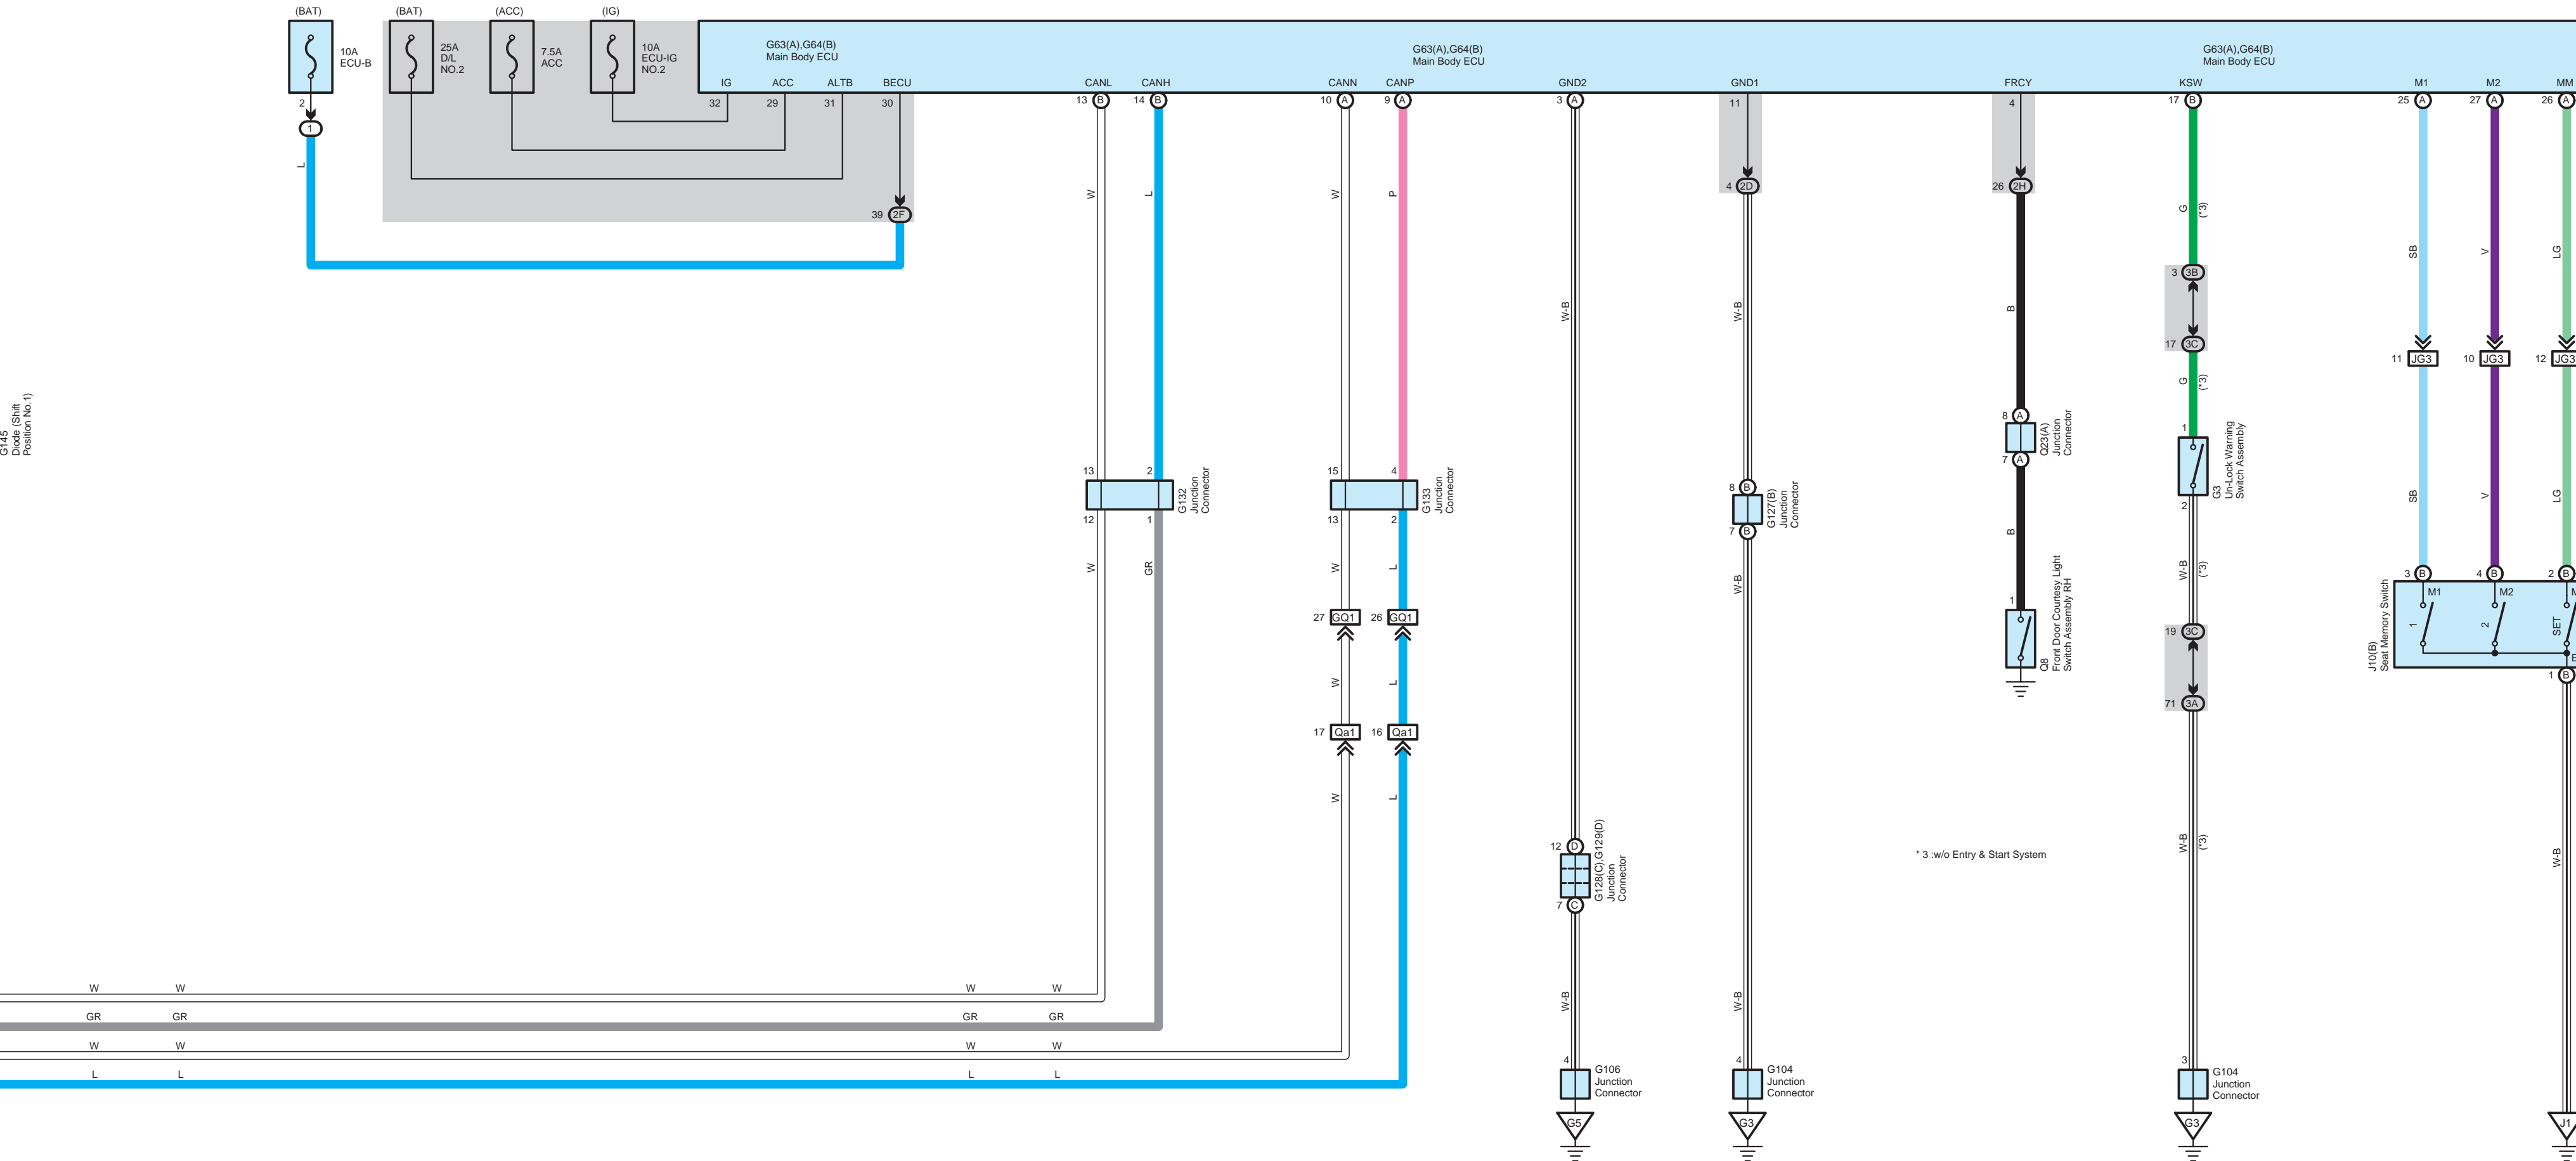 (BAT)
(BAT)
(ACC)
(IG)
10A
ECU-B
25A
D/L
NO.2
7.5A
ACC
10A
ECU-IG
NO.2
G63(A),G64(B)
Main Body ECU
G63(A),G64(B)
Main Body ECU
G63(A),G64(B)
Main Body ECU
IG ACC ALTB BECU CANL CANH CANN CANP GND2 GND1 FRCY KSW M1 M2 MM
2 32 29 31 30 13 B 14 B 10 A 9 A 3 A 11 4 17 B 25 A 27 A 26 A
1
L
W L W P
4 2D
26 2H
39 2F
G (*3)
SB V LG
3 3B
W-B W-B B
17 3C
11 JG3 10 JG3 12 JG3
G (*3)
G145
Diode (Shift
Position No.1)
8 A
Q23(A)
Junction
Connector
7 A
1
G3
Un-Lock Warning
Switch Assembly
2
13 2
G132
Junction
Connector
12 1
15 4
G133
Junction
Connector
13 2
8 B
G127(B)
Junction
Connector
7 B
SB V LG
B
W GR W L W-B W-B (*3)
3 B 4 B 2 B
J10(B)
Seat Memory Switch
M1 M2
1 2 SET
1 B
1
Q8
Front Door Courtesy Light
Switch Assembly RH
27 GQ1 26 GQ1
19 3C
W L
71 3A
17 Qa1 16 Qa1
W L
12 D
G128(C),G129(D)
Junction
Connector
7 C
* 3 :w/o Entry & Start System
W-B (*3)
W-B
W W W W
W-B W-B
GR GR GR GR
W W W W
L L L L
4
G106
Junction
Connector
G5
4
G104
Junction
Connector
G3
3
G104
Junction
Connector
G3
J1